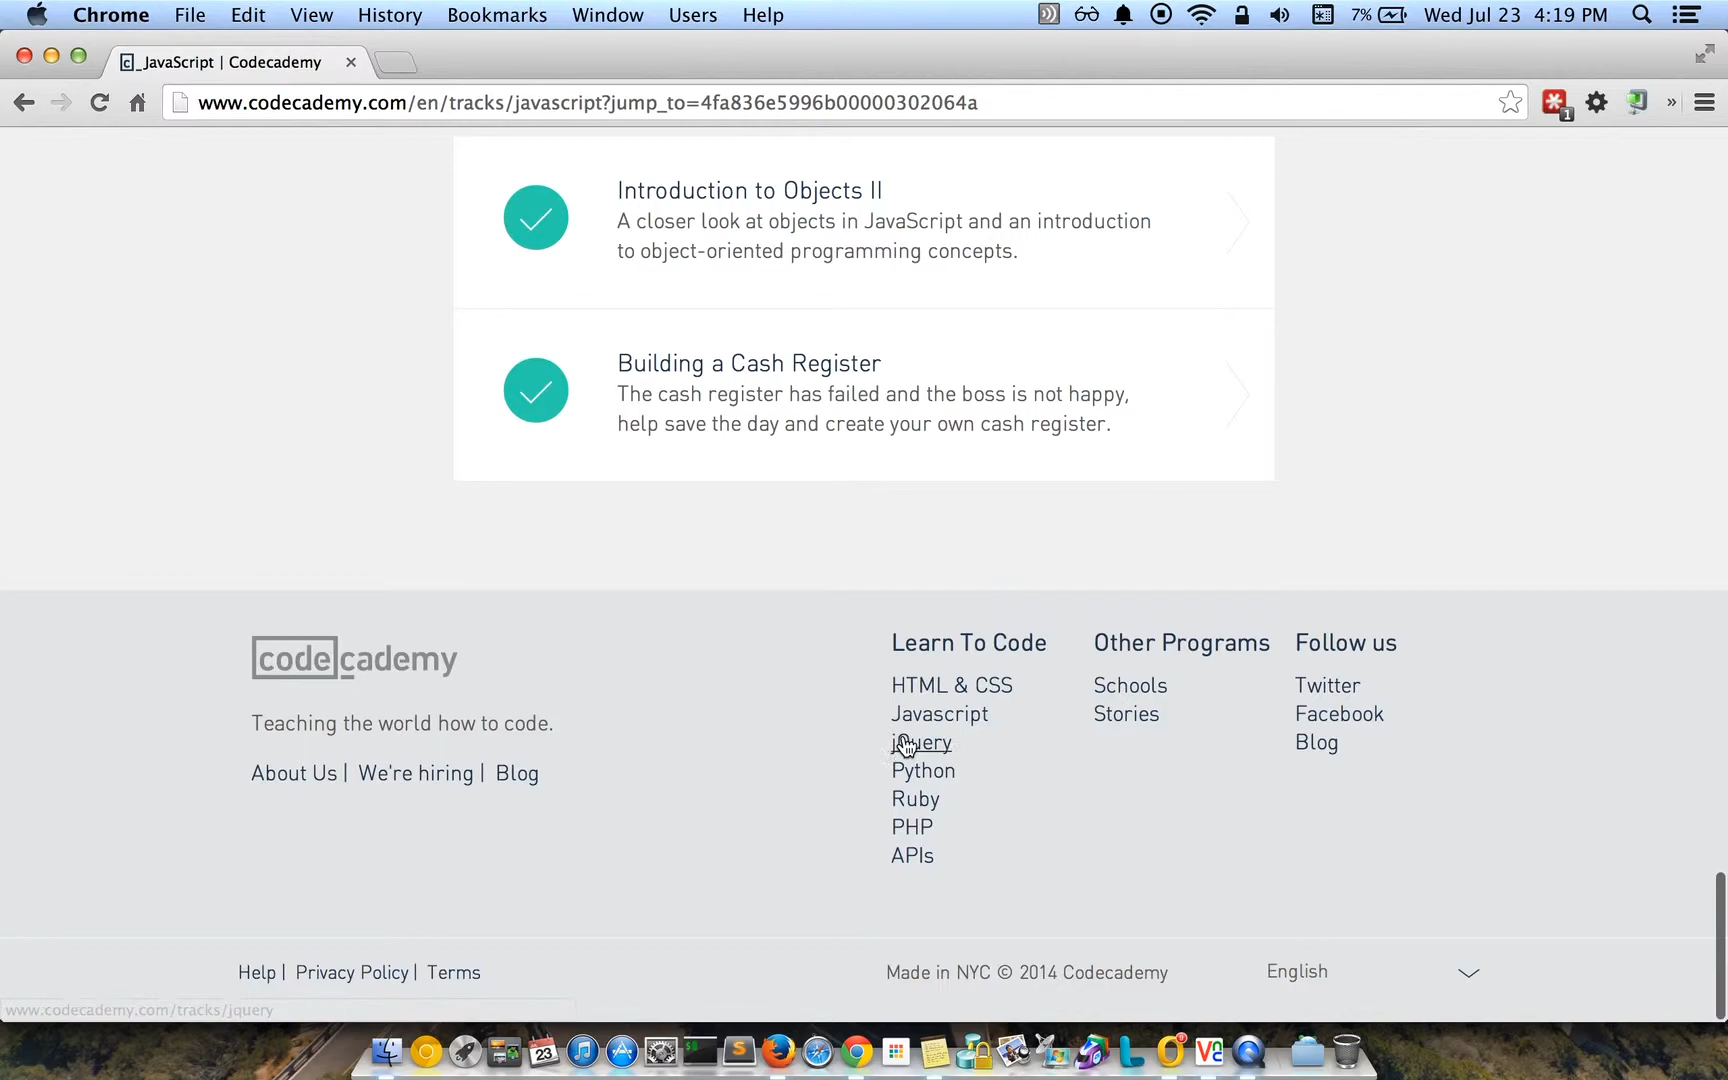 Chrome File Edit View History Bookmarks Window Users Help 7% Wed Jul 23 4:19 PM
c_ JavaScript | Codecademy
www.codecademy.com/en/tracks/javascript?jump_to=4fa836e5996b00000302064a
1
Introduction to Objects II
A closer look at objects in JavaScript and an introduction
to object-oriented programming concepts.
Building a Cash Register
The cash register has failed and the boss is not happy,
help save the day and create your own cash register.
codecademy
Teaching the world how to code.
About Us | We're hiring | Blog
Learn To Code
HTML & CSS
Javascript
jQuery
Python
Ruby
PHP
APIs
Other Programs
Schools
Stories
Follow us
Twitter
Facebook
Blog
Help | Privacy Policy | Terms
Made in NYC © 2014 Codecademy
English
www.codecademy.com/tracks/jquery
23